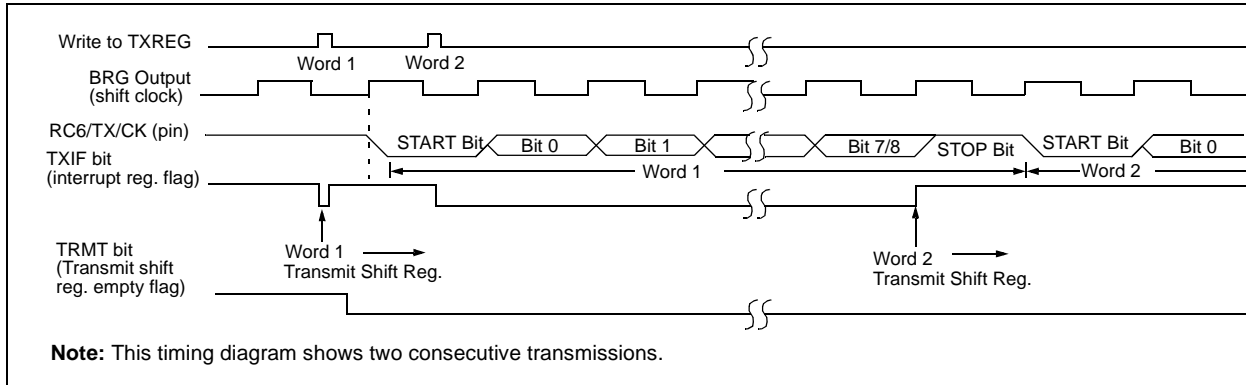 Write to TXREG
Word 1
Word 2
BRG Output
(shift clock)
RC6/TX/CK (pin)
START Bit
Bit 0
Bit 1
Bit 7/8
STOP Bit
START Bit
Bit 0
TXIF bit
(interrupt reg. flag)
Word 1
Word 2
TRMT bit
(Transmit shift
reg. empty flag)
Word 1
Transmit Shift Reg.
Word 2
Transmit Shift Reg.
Note: This timing diagram shows two consecutive transmissions.